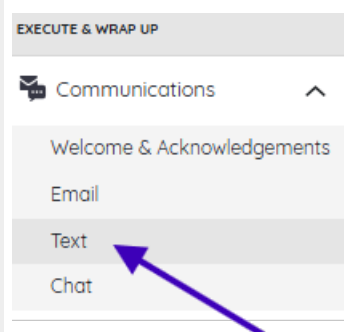 EXECUTE & WRAP UP
Communications
Welcome & Acknowledgements
Email
Text
Chat